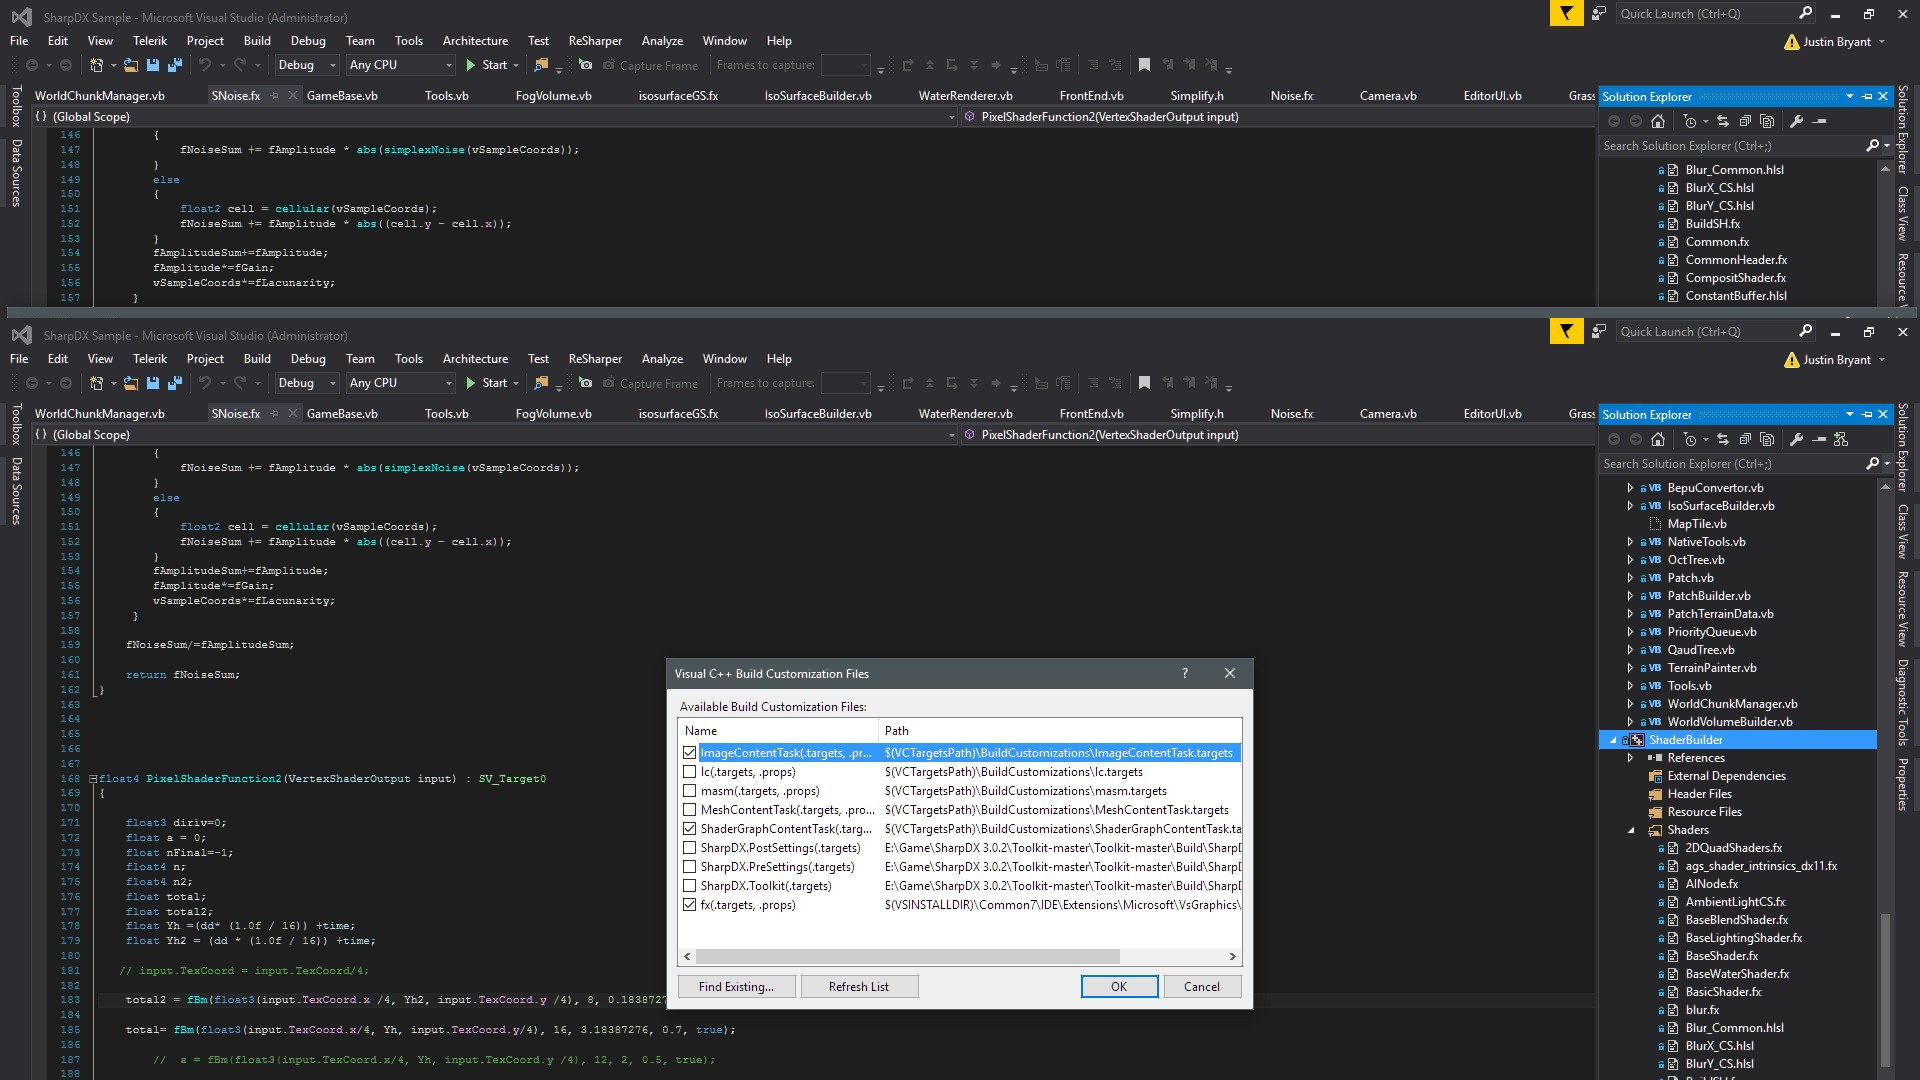 SharpDX Sample - Microsoft Visual Studio (Administrator)
Quick Launch (Ctrl+Q)
File Edit View Telerik Project Build Debug Team Tools Architecture Test ReSharper Analyze Window Help
Justin Bryant
Debug Any CPU Start Capture Frame Frames to capture:
WorldChunkManager.vb SNoise.fx GameBase.vb Tools.vb FogVolume.vb isosurfaceGS.fx IsoSurfaceBuilder.vb WaterRenderer.vb FrontEnd.vb Simplify.h Noise.fx Camera.vb EditorUI.vb Grass
{} (Global Scope) PixelShaderFunction2(VertexShaderOutput input)
Toolbox
Data Sources
146 {
147 fNoiseSum += fAmplitude * abs(simplexNoise(vSampleCoords));
148 }
149 else
150 {
151 float2 cell = cellular(vSampleCoords);
152 fNoiseSum += fAmplitude * abs((cell.y - cell.x));
153 }
154 fAmplitudeSum+=fAmplitude;
155 fAmplitude*=fGain;
156 vSampleCoords*=fLacunarity;
157 }
Solution Explorer
Search Solution Explorer (Ctrl+;)
Blur_Common.hlsl
BlurX_CS.hlsl
BlurY_CS.hlsl
BuildSH.fx
Common.fx
CommonHeader.fx
CompositShader.fx
ConstantBuffer.hlsl
Solution Explorer
Class View
Resource
SharpDX Sample - Microsoft Visual Studio (Administrator)
Quick Launch (Ctrl+Q)
File Edit View Telerik Project Build Debug Team Tools Architecture Test ReSharper Analyze Window Help
Justin Bryant
Debug Any CPU Start Capture Frame Frames to capture:
WorldChunkManager.vb SNoise.fx GameBase.vb Tools.vb FogVolume.vb isosurfaceGS.fx IsoSurfaceBuilder.vb WaterRenderer.vb FrontEnd.vb Simplify.h Noise.fx Camera.vb EditorUI.vb Grass
{} (Global Scope) PixelShaderFunction2(VertexShaderOutput input)
Toolbox
Data Sources
146 {
147 fNoiseSum += fAmplitude * abs(simplexNoise(vSampleCoords));
148 }
149 else
150 {
151 float2 cell = cellular(vSampleCoords);
152 fNoiseSum += fAmplitude * abs((cell.y - cell.x));
153 }
154 fAmplitudeSum+=fAmplitude;
155 fAmplitude*=fGain;
156 vSampleCoords*=fLacunarity;
157 }
158
159 fNoiseSum/=fAmplitudeSum;
160
161 return fNoiseSum;
162 }
163
164
165
166
167
168 float4 PixelShaderFunction2(VertexShaderOutput input) : SV_Target0
169 {
170
171 float3 diriv=0;
172 float a = 0;
173 float nFinal=-1;
174 float4 n;
175 float4 n2;
176 float total;
177 float total2;
178 float Yh =(dd* (1.0f / 16)) +time;
179 float Yh2 = (dd * (1.0f / 16)) +time;
180
181 // input.TexCoord = input.TexCoord/4;
182
183 total2 = fBm(float3(input.TexCoord.x /4, Yh2, input.TexCoord.y /4), 8, 0.1838727
184
185 total= fBm(float3(input.TexCoord.x/4, Yh, input.TexCoord.y/4), 16, 3.18387276, 0.7, true);
186
187 // a = fBm(float3(input.TexCoord.x/4, Yh, input.TexCoord.y /4), 12, 2, 0.5, true);
188
Visual C++ Build Customization Files ?
Available Build Customization Files:
Name Path
ImageContentTask(.targets, .pr... $(VCTargetsPath)\BuildCustomizations\ImageContentTask.targets
lc(.targets, .props) $(VCTargetsPath)\BuildCustomizations\lc.targets
masm(.targets, .props) $(VCTargetsPath)\BuildCustomizations\masm.targets
MeshContentTask(.targets, .pro... $(VCTargetsPath)\BuildCustomizations\MeshContentTask.targets
ShaderGraphContentTask(.targ... $(VCTargetsPath)\BuildCustomizations\ShaderGraphContentTask.ta
SharpDX.PostSettings(.targets) E:\Game\SharpDX 3.0.2\Toolkit-master\Toolkit-master\Build\SharpD
SharpDX.PreSettings(.targets) E:\Game\SharpDX 3.0.2\Toolkit-master\Toolkit-master\Build\SharpD
SharpDX.Toolkit(.targets) E:\Game\SharpDX 3.0.2\Toolkit-master\Toolkit-master\Build\SharpD
fx(.targets, .props) $(VSINSTALLDIR)\Common7\IDE\Extensions\Microsoft\VsGraphics\
Find Existing... Refresh List OK Cancel
Solution Explorer
Search Solution Explorer (Ctrl+;)
VB BepuConvertor.vb
VB IsoSurfaceBuilder.vb
MapTile.vb
VB NativeTools.vb
VB OctTree.vb
VB Patch.vb
VB PatchBuilder.vb
VB PatchTerrainData.vb
VB PriorityQueue.vb
VB QaudTree.vb
VB TerrainPainter.vb
VB Tools.vb
VB WorldChunkManager.vb
VB WorldVolumeBuilder.vb
ShaderBuilder
References
External Dependencies
Header Files
Resource Files
Shaders
2DQuadShaders.fx
ags_shader_intrinsics_dx11.fx
AINode.fx
AmbientLightCS.fx
BaseBlendShader.fx
BaseLightingShader.fx
BaseShader.fx
BaseWaterShader.fx
BasicShader.fx
blur.fx
Blur_Common.hlsl
BlurX_CS.hlsl
BlurY_CS.hlsl
Solution Explorer
Class View
Resource View
Diagnostic Tools
Properties